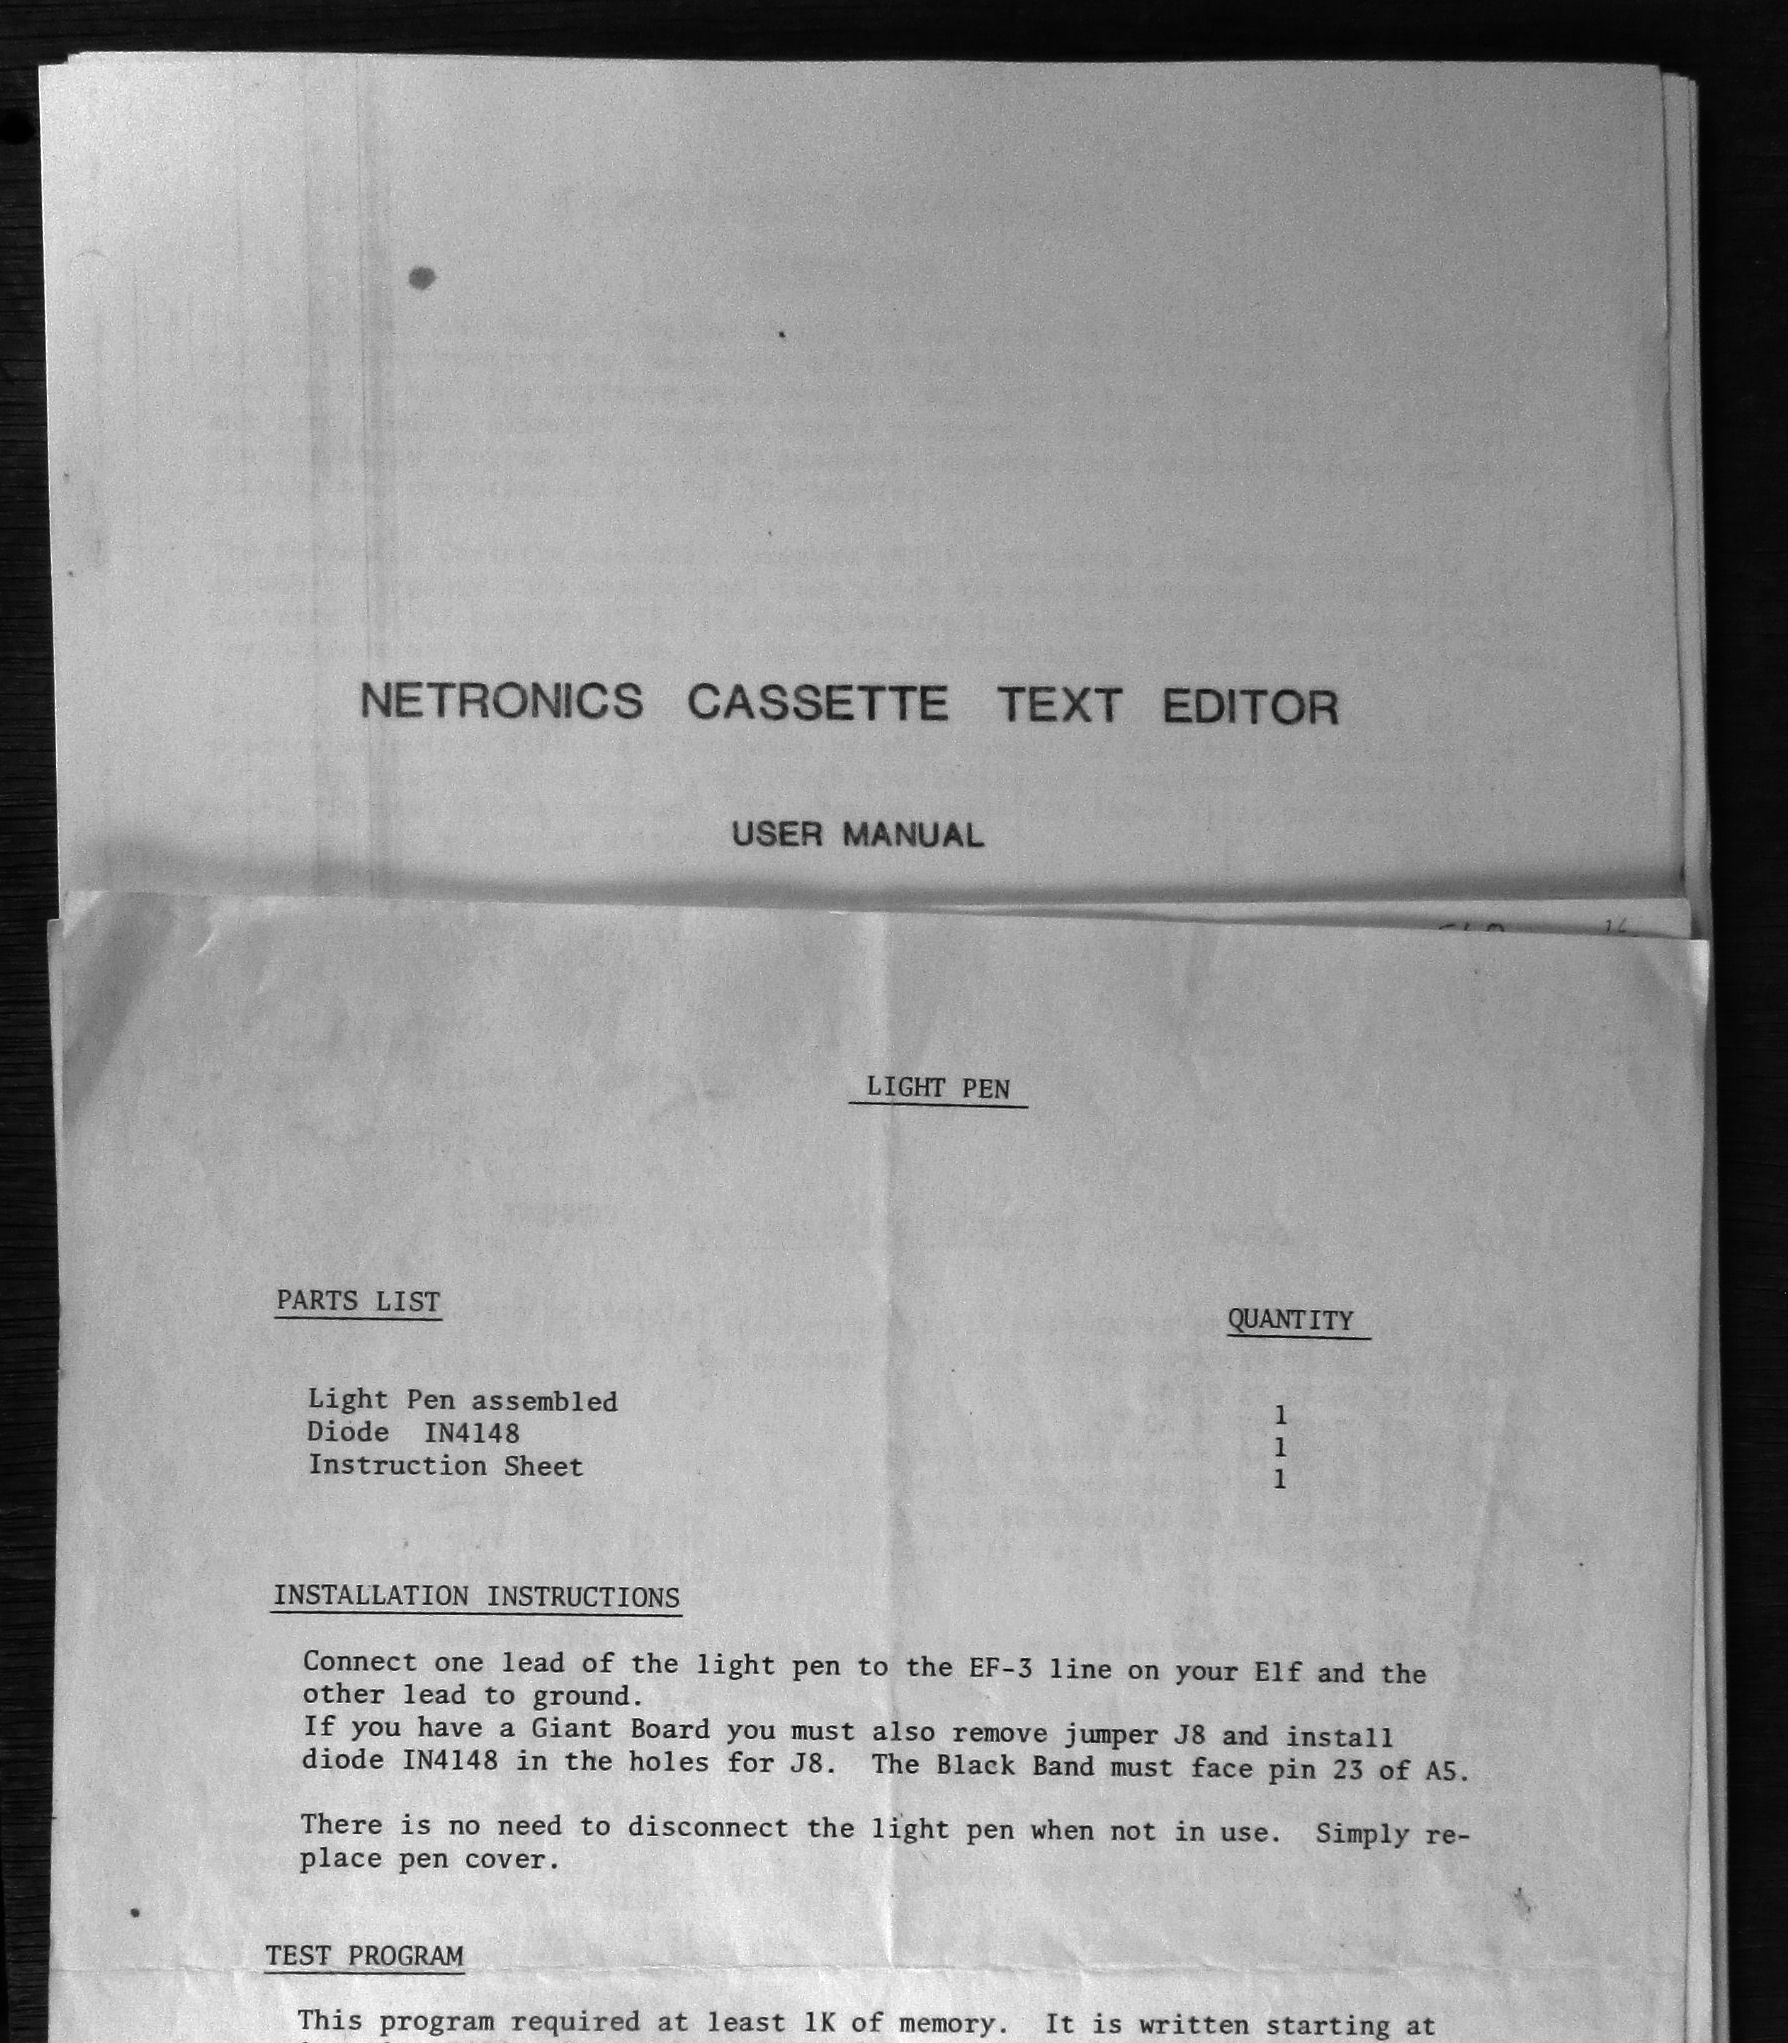 NETRONICS CASSETTE TEXT EDITOR
USER MANUAL
LIGHT PEN
PARTS LIST
QUANTITY
Light Pen assembled 1
Diode IN4148 1
Instruction Sheet 1
INSTALLATION INSTRUCTIONS
Connect one lead of the light pen to the EF-3 line on your Elf and the
other lead to ground.
If you have a Giant Board you must also remove jumper J8 and install
diode IN4148 in the holes for J8. The Black Band must face pin 23 of A5.
There is no need to disconnect the light pen when not in use. Simply re-
place pen cover.
TEST PROGRAM
This program required at least 1K of memory. It is written starting at